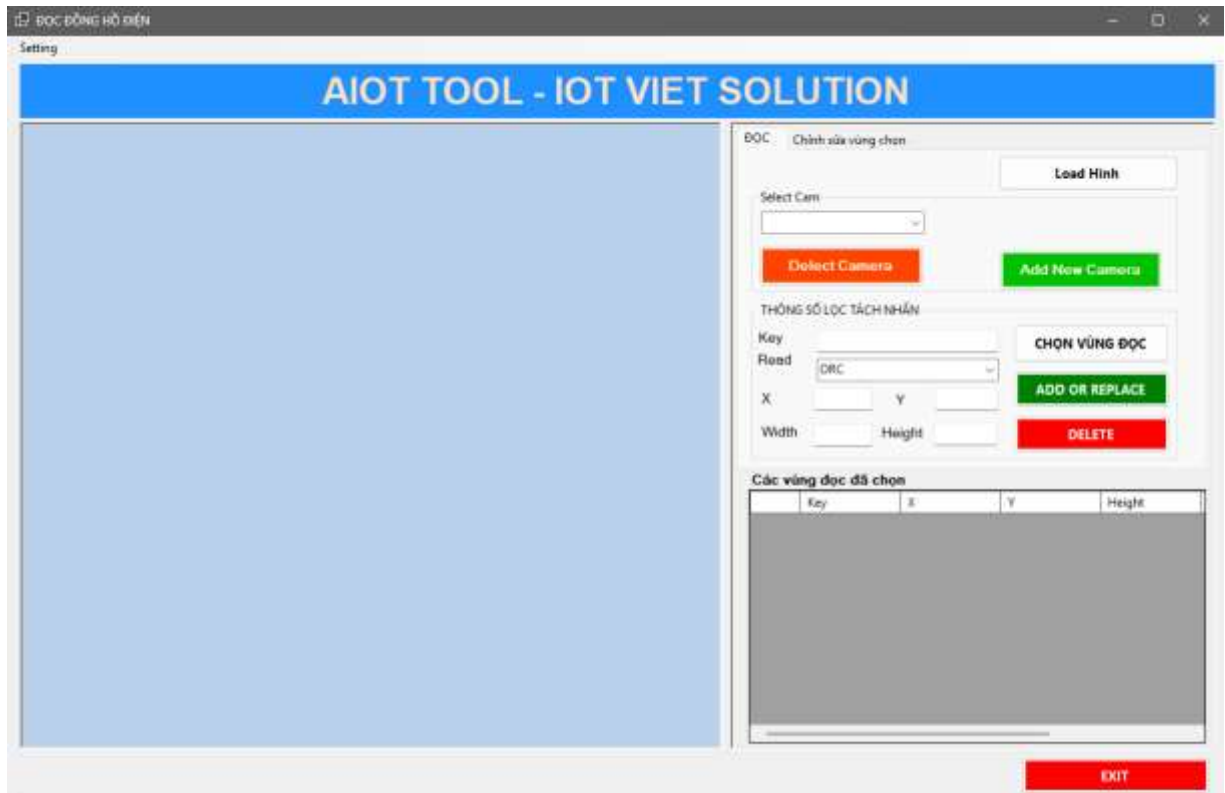 ĐỌC ĐỒNG HỒ ĐIỆN
Setting
AIOT TOOL - IOT VIET SOLUTION
ĐỌC Chỉnh sửa vùng chọn
Load Hình
Select Cam
Detect Camera
Add New Camera
THÔNG SỐ LỌC TÁCH NHÃN
Key
CHỌN VÙNG ĐỌC
Read
ORC
ADD OR REPLACE
X Y
Width Height
DELETE
Các vùng đọc đã chọn
Key X Y Height
EXIT